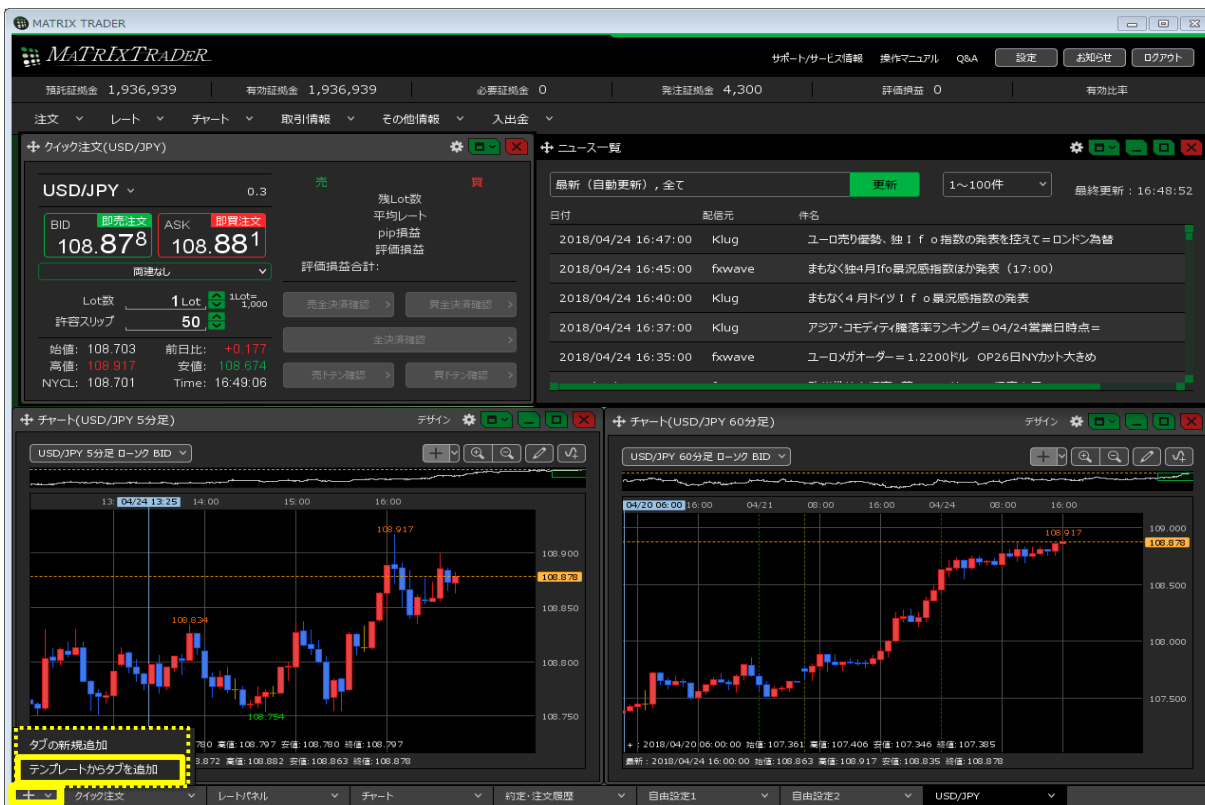 MATRIX TRADER
MATRIXTRADER
サポート/サービス情報 操作マニュアル Q&A 設定 お知らせ ログアウト
預託証拠金 1,936,939 有効証拠金 1,936,939 必要証拠金 0 発注証拠金 4,300 評価損益 0 有効比率
注文 レート チャート 取引情報 その他情報 入出金
クイック注文(USD/JPY)
USD/JPY 0.3
BID 即売注文 ASK 即買注文
108.878 108.881
両建なし
Lot数 1 Lot 1Lot=1,000
許容スリップ 50
始値: 108.703 前日比: +0.177
高値: 108.917 安値: 108.674
NYCL: 108.701 Time: 16:49:06
売 買
残Lot数
平均レート
pip損益
評価損益
評価損益合計:
売全決済確認 買全決済確認
全決済確認
売ドテン確認 買ドテン確認
ニュース一覧
最新（自動更新）, 全て 更新 1～100件 最終更新：16:48:52
日付 配信元 件名
2018/04/24 16:47:00 Klug ユーロ売り優勢、独Ｉｆｏ指数の発表を控えて＝ロンドン為替
2018/04/24 16:45:00 fxwave まもなく独4月Ifo景況感指数ほか発表（17:00）
2018/04/24 16:40:00 Klug まもなく4月ドイツＩｆｏ景況感指数の発表
2018/04/24 16:37:00 Klug アジア・コモディティ騰落率ランキング＝04/24営業日時点＝
2018/04/24 16:35:00 fxwave ユーロメガオーダー＝1.2200ドル OP26日NYカット大きめ
チャート(USD/JPY 5分足) デザイン
USD/JPY 5分足 ローソク BID
13: 04/24 13:25 14:00 15:00 16:00
108.917
108.900
108.878
108.850
108.834
108.800
108.754
108.750
780 高値:108.797 安値:108.780 終値:108.797
8.872 高値:108.882 安値:108.863 終値:108.878
タブの新規追加
テンプレートからタブを追加
チャート(USD/JPY 60分足) デザイン
USD/JPY 60分足 ローソク BID
04/20 06:00 16:00 04/21 08:00 16:00 04/24 08:00 16:00
108.917
109.000
108.878
108.500
108.000
107.500
+ : 2018/04/20 06:00:00 始値:107.361 高値:107.406 安値:107.346 終値:107.385
最新 : 2018/04/24 16:00:00 始値:108.863 高値:108.917 安値:108.835 終値:108.878
+ クイック注文 レートパネル チャート 約定・注文履歴 自由設定1 自由設定2 USD/JPY